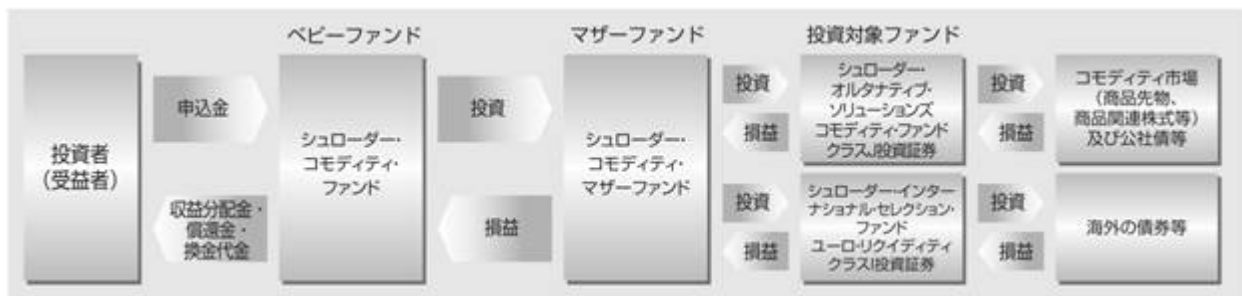 ベビーファンド
マザーファンド
投資対象ファンド
投資者
（受益者）
申込金
収益分配金・
償還金・
換金代金
シュローダー・
コモディティ・
ファンド
投資
損益
シュローダー・
コモディティ・
マザーファンド
投資
損益
シュローダー・
オルタナティブ・
ソリューションズ
コモディティ・ファンド
クラスJ投資証券
投資
損益
コモディティ市場
（商品先物、
商品関連株式等）
及び公社債等
投資
損益
シュローダー・インター
ナショナル・セレクション・
ファンド
ユーロ・リクイディティ
クラスI投資証券
投資
損益
海外の債券等